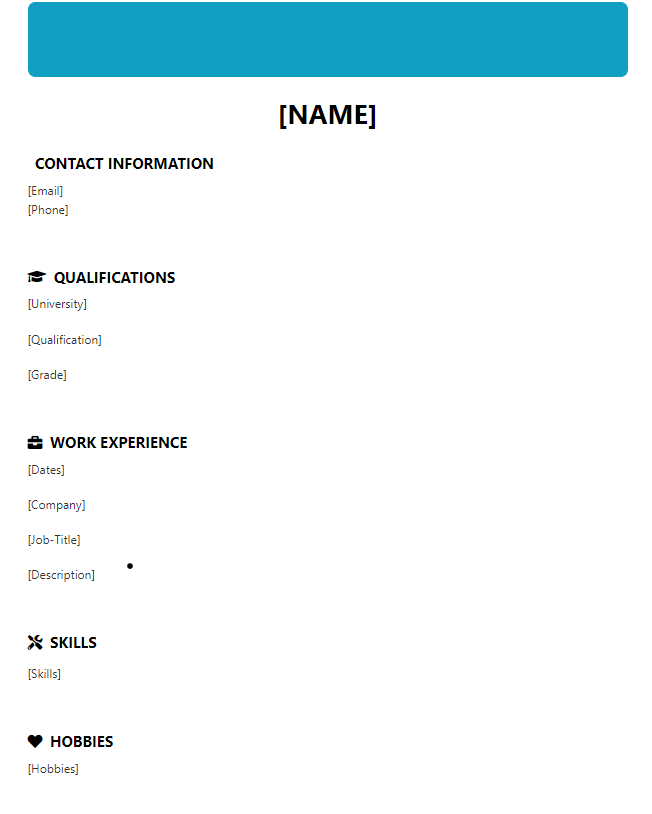 [NAME]
CONTACT INFORMATION
[Email]
[Phone]
QUALIFICATIONS
[University]
[Qualification]
[Grade]
WORK EXPERIENCE
[Dates]
[Company]
[Job-Title]
[Description]
SKILLS
[Skills]
HOBBIES
[Hobbies]